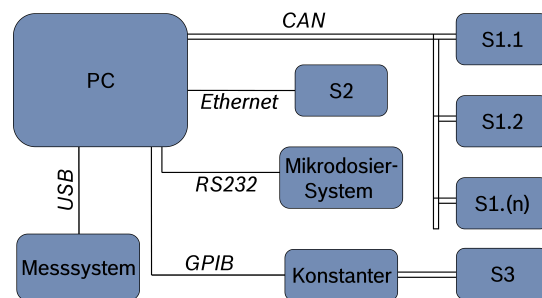 CAN
S1.1
PC
S2
Ethernet
S1.2
Mikrodosier-
System
RS232
USB
S1.(n)
Messsystem
GPIB
Konstanter
S3